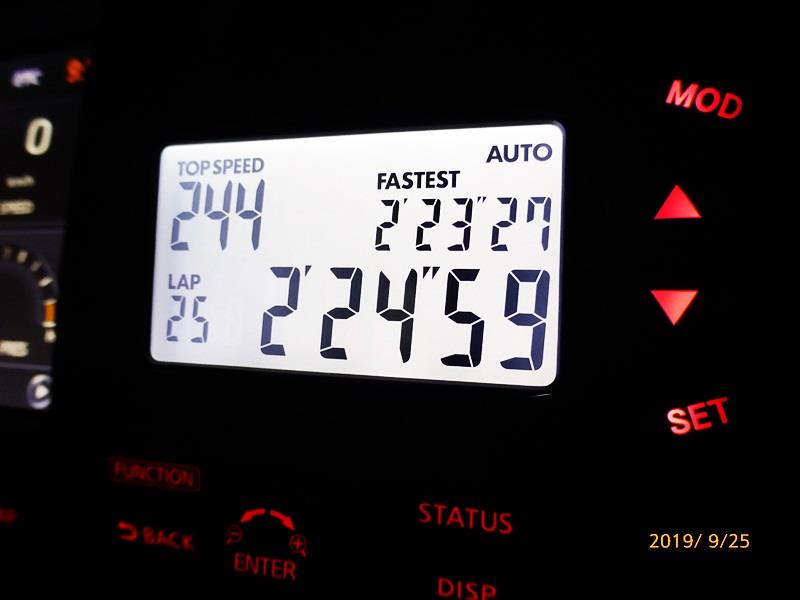 MOD
AUTO
TOP SPEED
244
FASTEST
2'23"27
LAP
25
2'24"59
0
SET
FUNCTION
BACK
ENTER
STATUS
DISP
2019/ 9/25